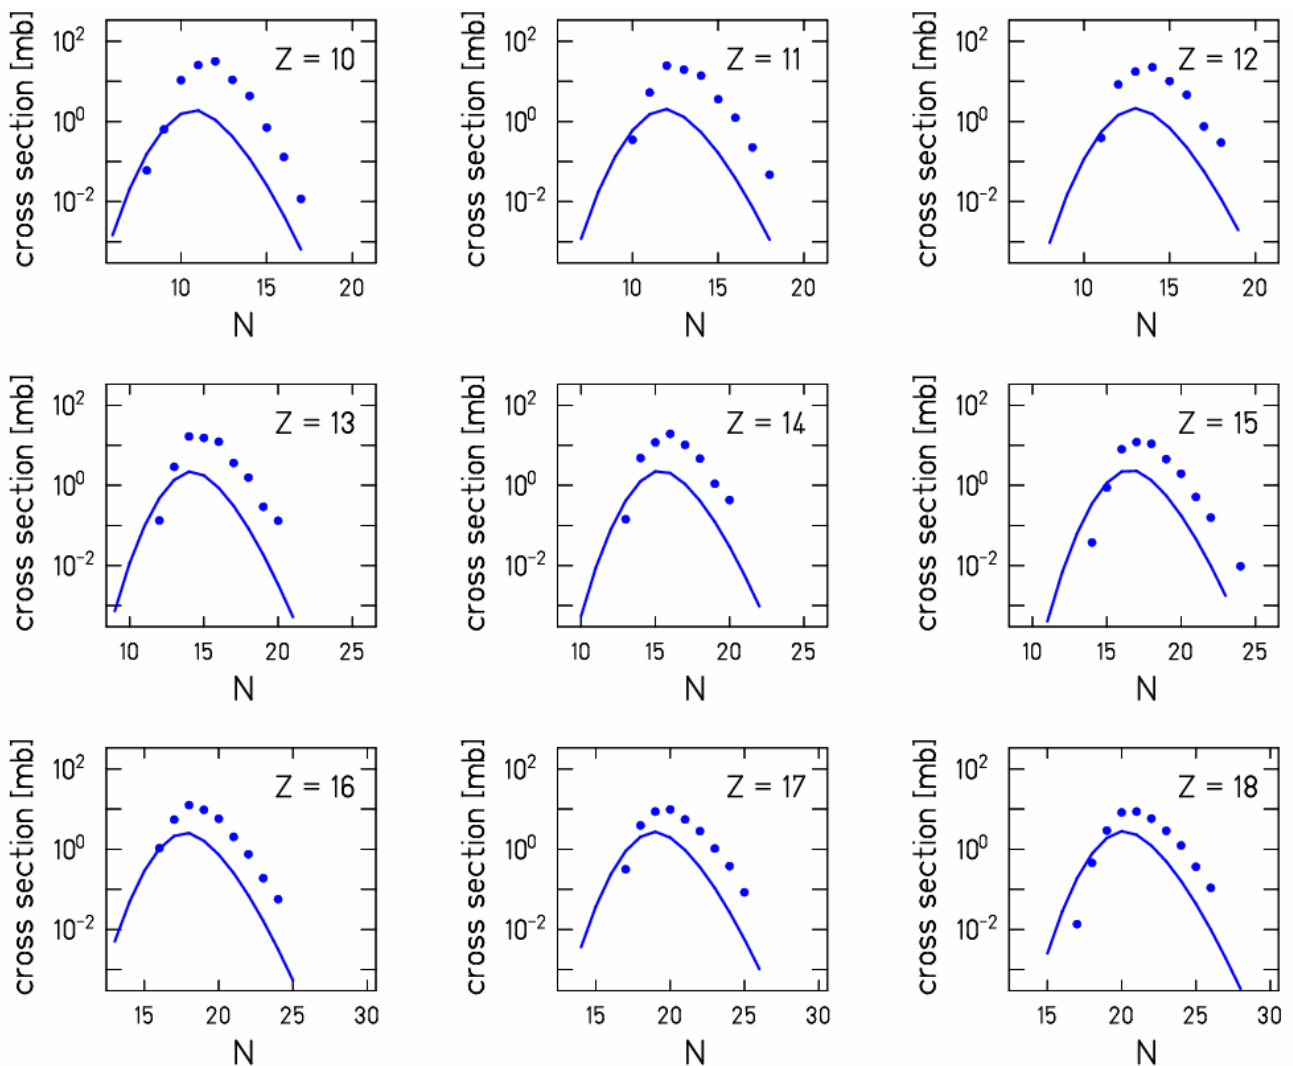 cross section [mb]
10²
10⁰
10⁻²
Z = 10
10 15 20
N
cross section [mb]
10²
10⁰
10⁻²
Z = 11
10 15 20
N
cross section [mb]
10²
10⁰
10⁻²
Z = 12
10 15 20
N
cross section [mb]
10²
10⁰
10⁻²
Z = 13
10 15 20 25
N
cross section [mb]
10²
10⁰
10⁻²
Z = 14
10 15 20 25
N
cross section [mb]
10²
10⁰
10⁻²
Z = 15
10 15 20 25
N
cross section [mb]
10²
10⁰
10⁻²
Z = 16
15 20 25 30
N
cross section [mb]
10²
10⁰
10⁻²
Z = 17
15 20 25 30
N
cross section [mb]
10²
10⁰
10⁻²
Z = 18
15 20 25 30
N